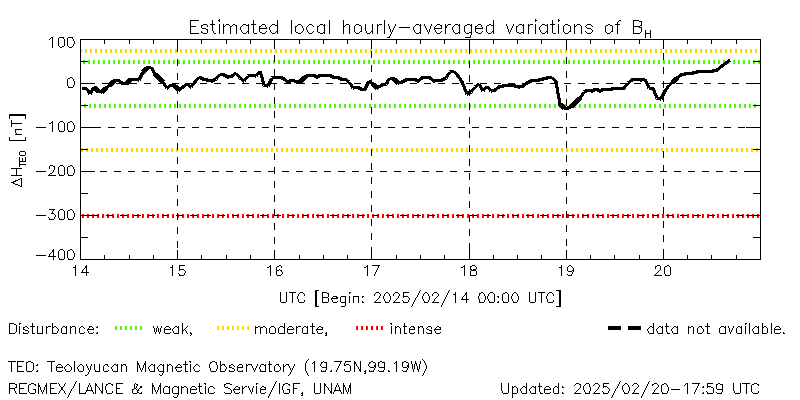 Estimated local hourly-averaged variations of B_H
100
0
-100
-200
-300
-400
ΔH_TEO [nT]
14 15 16 17 18 19 20
UTC [Begin: 2025/02/14 00:00 UTC]
Disturbance: weak, moderate, intense data not available.
TEO: Teoloyucan Magnetic Observatory (19.75N,99.19W)
REGMEX/LANCE & Magnetic Servie/IGF, UNAM Updated: 2025/02/20-17:59 UTC